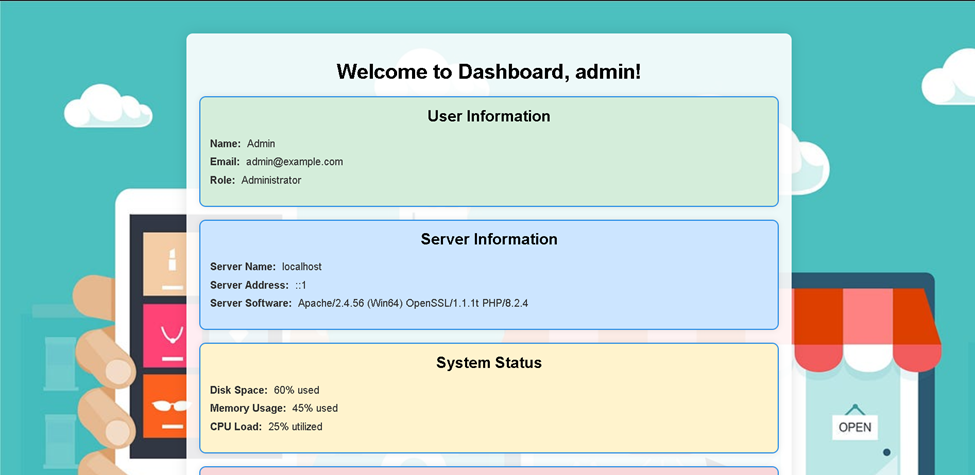 Welcome to Dashboard, admin!
User Information
Name: Admin
Email: admin@example.com
Role: Administrator
Server Information
Server Name: localhost
Server Address: ::1
Server Software: Apache/2.4.56 (Win64) OpenSSL/1.1.1t PHP/8.2.4
System Status
Disk Space: 60% used
Memory Usage: 45% used
CPU Load: 25% utilized
OPEN